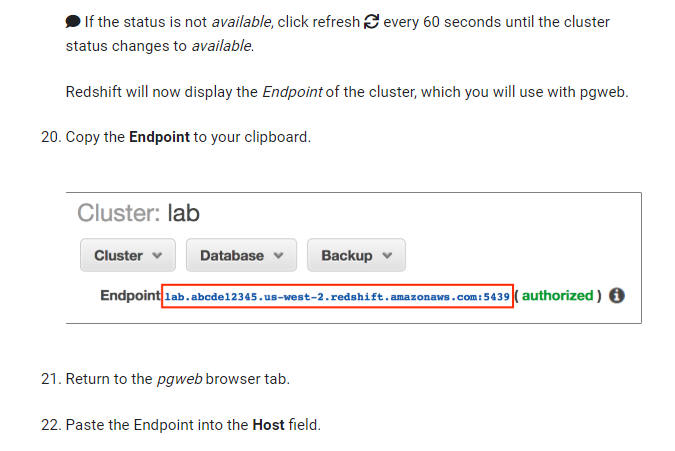 If the status is not available, click refresh every 60 seconds until the cluster
status changes to available.
Redshift will now display the Endpoint of the cluster, which you will use with pgweb.
20. Copy the Endpoint to your clipboard.
Cluster: lab
Cluster Database Backup
Endpoint lab.abcde12345.us-west-2.redshift.amazonaws.com:5439 ( authorized )
21. Return to the pgweb browser tab.
22. Paste the Endpoint into the Host field.